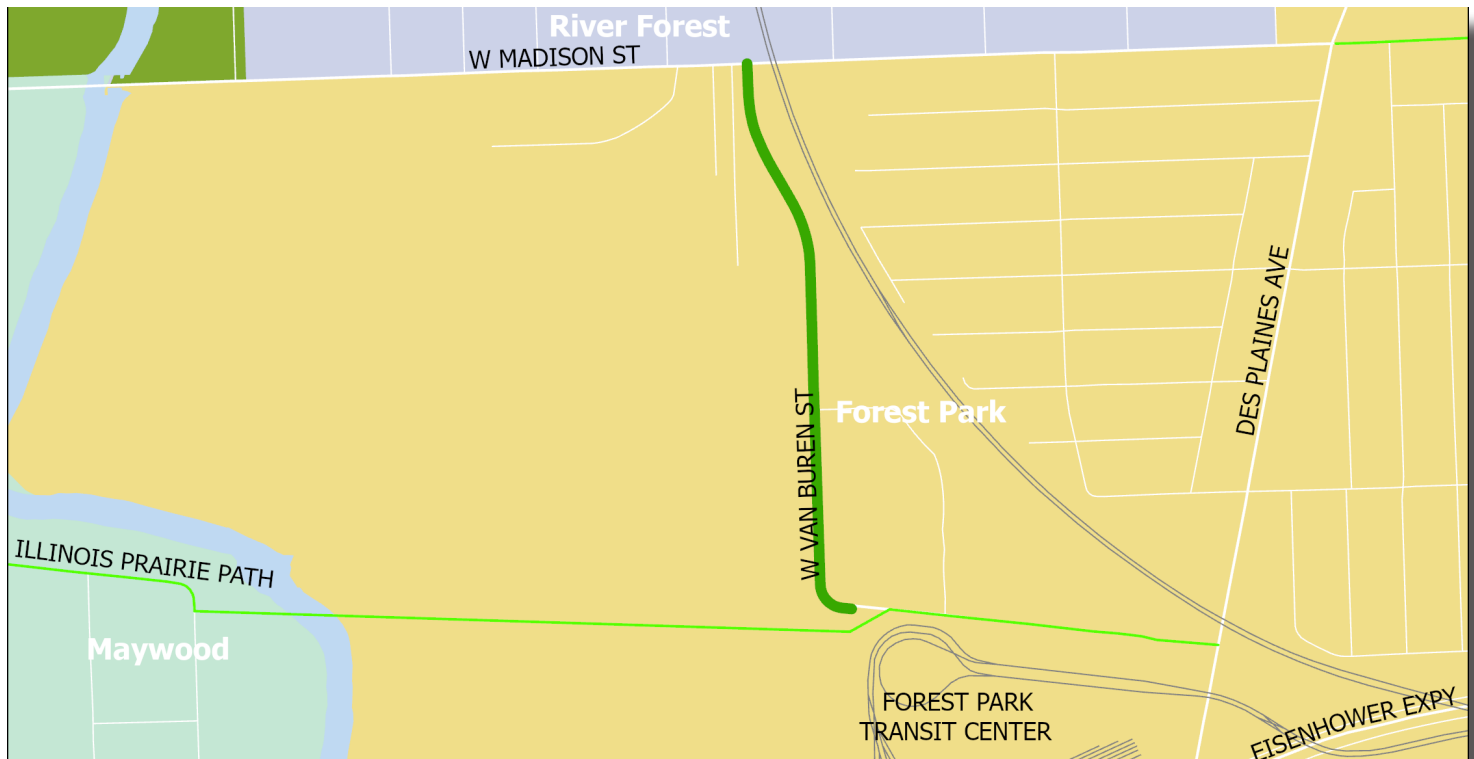 River Forest
W MADISON ST
DES PLAINES AVE
W VAN BUREN ST
Forest Park
ILLINOIS PRAIRIE PATH
Maywood
FOREST PARK
TRANSIT CENTER
EISENHOWER EXPY